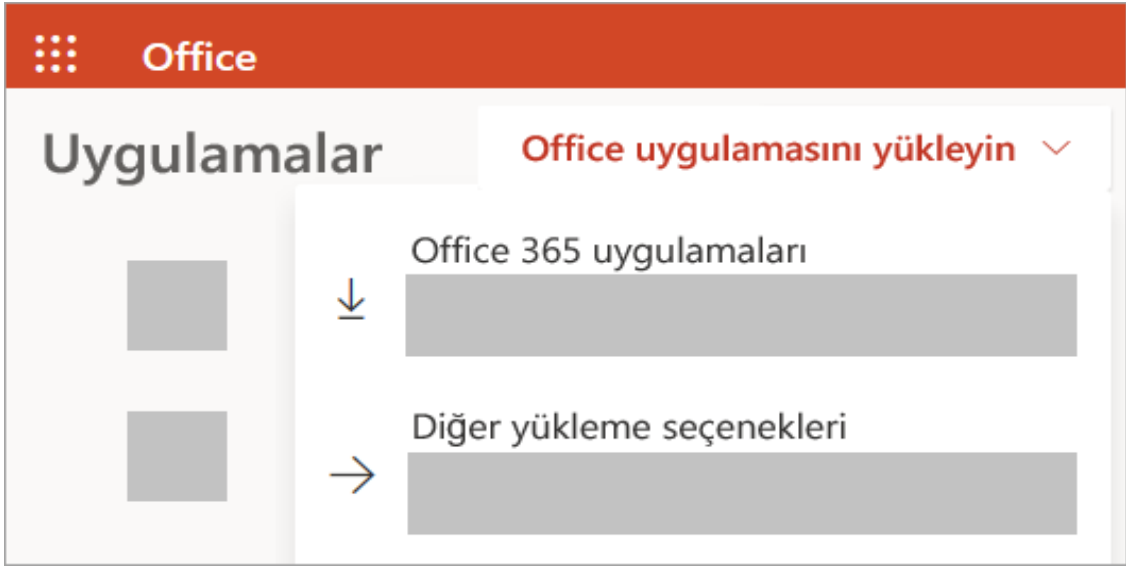 Office
Uygulamalar
Office uygulamasını yükleyin
Office 365 uygulamaları
Diğer yükleme seçenekleri